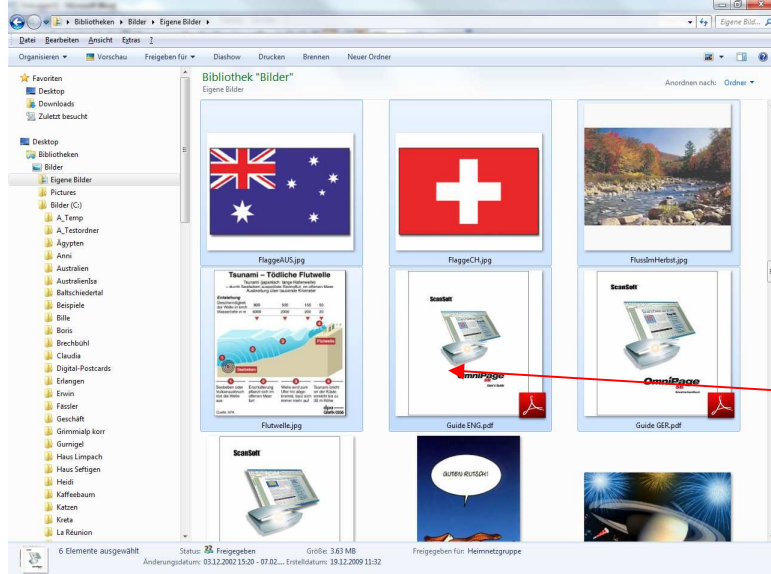 Bibliotheken ▸ Bilder ▸ Eigene Bilder ▸
Eigene Bild...
Datei Bearbeiten Ansicht Extras ?
Organisieren Vorschau Freigeben für Diashow Drucken Brennen Neuer Ordner
Favoriten
Desktop
Downloads
Zuletzt besucht
Desktop
Bibliotheken
Bilder
Eigene Bilder
Pictures
Bilder (C:)
A_Temp
A_Testordner
Ägypten
Anni
Australien
AustralienIsa
Baltschiedertal
Beispiele
Bille
Boris
Brechbühl
Claudia
Digital-Postcards
Erlangen
Erwin
Fässler
Geschäft
Grimmialp korr
Gurnigel
Haus Limpach
Haus Seftigen
Heidi
Kaffeebaum
Katzen
Kreta
La Réunion
Bibliothek "Bilder"
Eigene Bilder
Anordnen nach: Ordner
FlaggeAUS.jpg
FlaggeCH.jpg
FlussImHerbst.jpg
Tsunami – Tödliche Flutwelle
Flutwelle
Flutwelle.jpg
ScanSoft
OmniPage
Guide ENG.pdf
ScanSoft
OmniPage
Guide GER.pdf
ScanSoft
GUTEN RUTSCH!
6 Elemente ausgewählt
Status: Freigegeben
Größe: 3.63 MB
Freigegeben für: Heimnetzgruppe
Änderungsdatum: 03.12.2002 15:20 - 07.02....
Erstelldatum: 19.12.2009 11:32